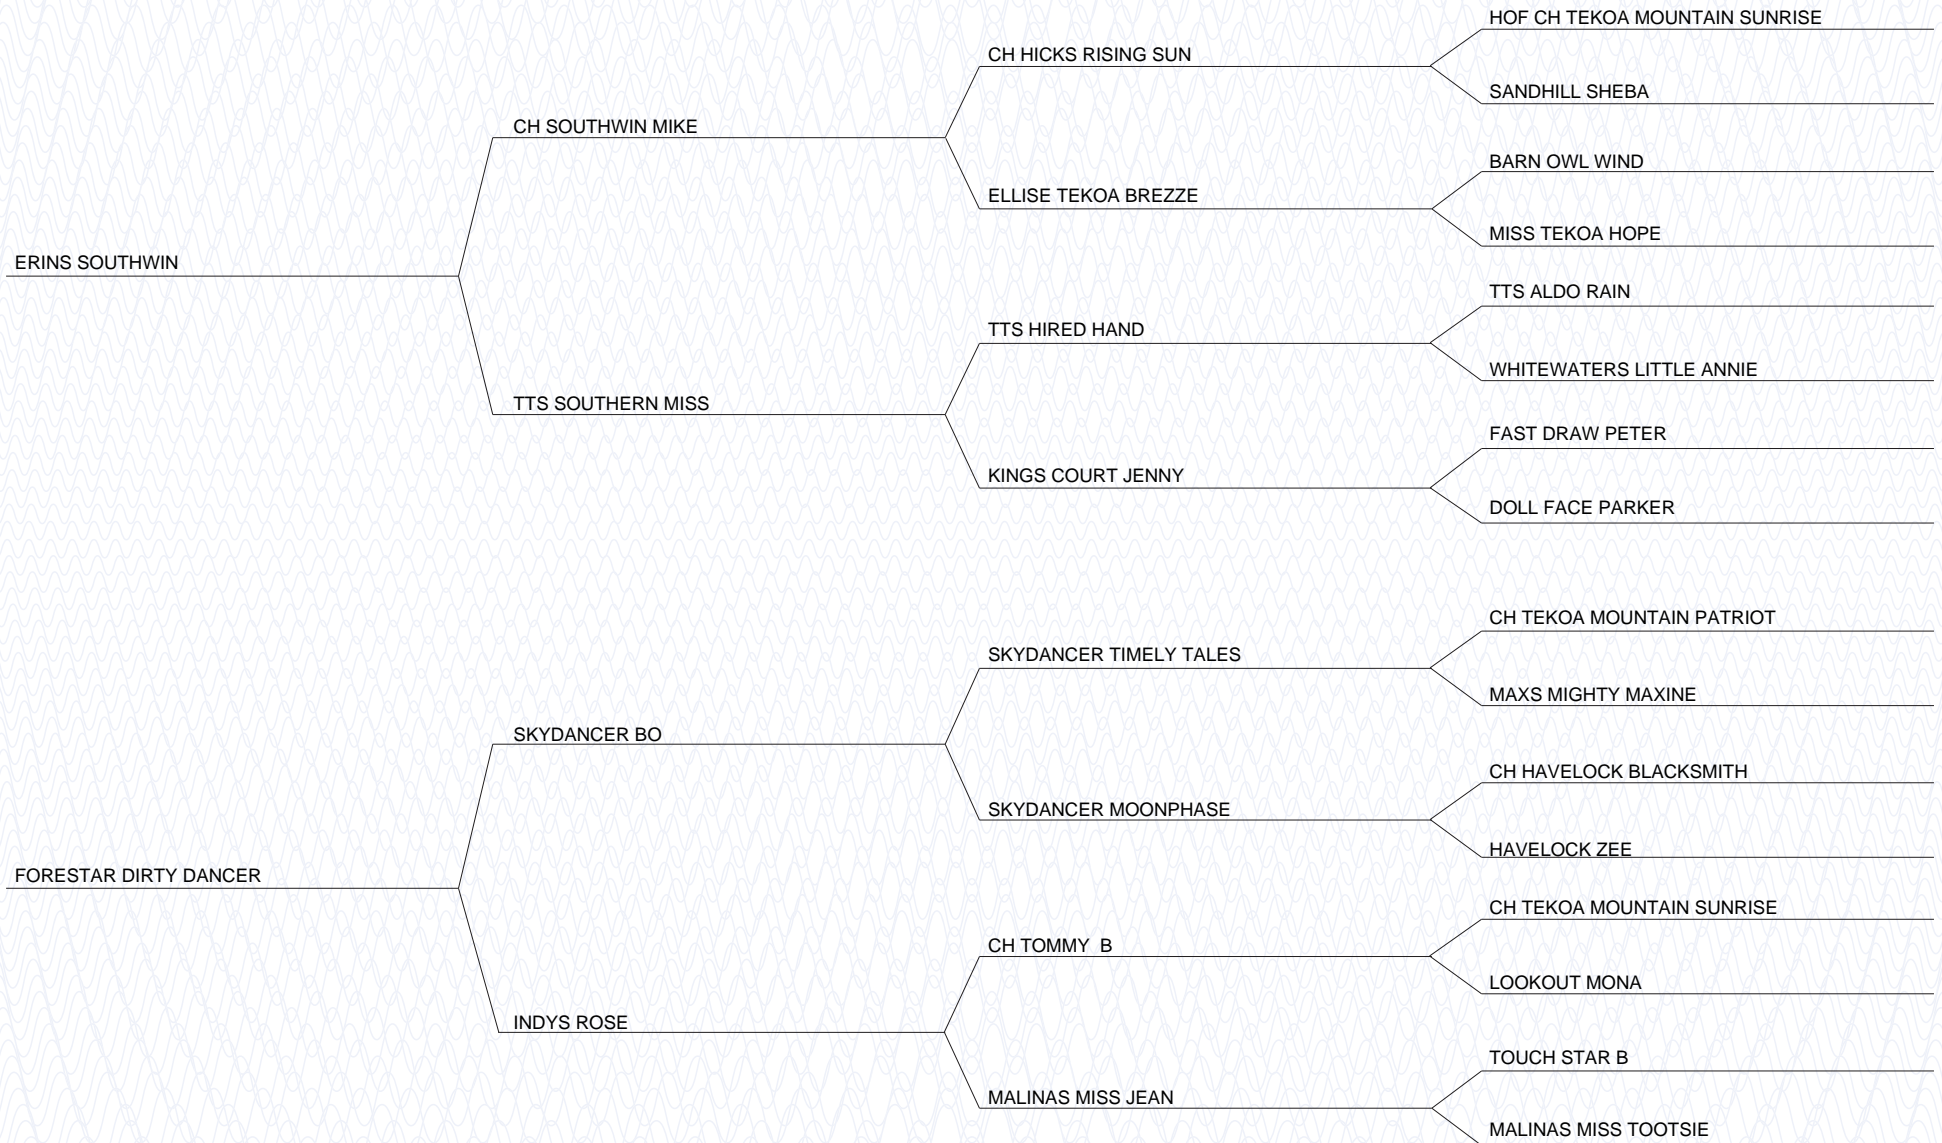 HOF CH TEKOA MOUNTAIN SUNRISE
CH HICKS RISING SUN
SANDHILL SHEBA
CH SOUTHWIN MIKE
BARN OWL WIND
ELLISE TEKOA BREZZE
MISS TEKOA HOPE
ERINS SOUTHWIN
TTS ALDO RAIN
TTS HIRED HAND
WHITEWATERS LITTLE ANNIE
TTS SOUTHERN MISS
FAST DRAW PETER
KINGS COURT JENNY
DOLL FACE PARKER
CH TEKOA MOUNTAIN PATRIOT
SKYDANCER TIMELY TALES
MAXS MIGHTY MAXINE
SKYDANCER BO
CH HAVELOCK BLACKSMITH
SKYDANCER MOONPHASE
HAVELOCK ZEE
FORESTAR DIRTY DANCER
CH TEKOA MOUNTAIN SUNRISE
CH TOMMY  B
LOOKOUT MONA
INDYS ROSE
TOUCH STAR B
MALINAS MISS JEAN
MALINAS MISS TOOTSIE